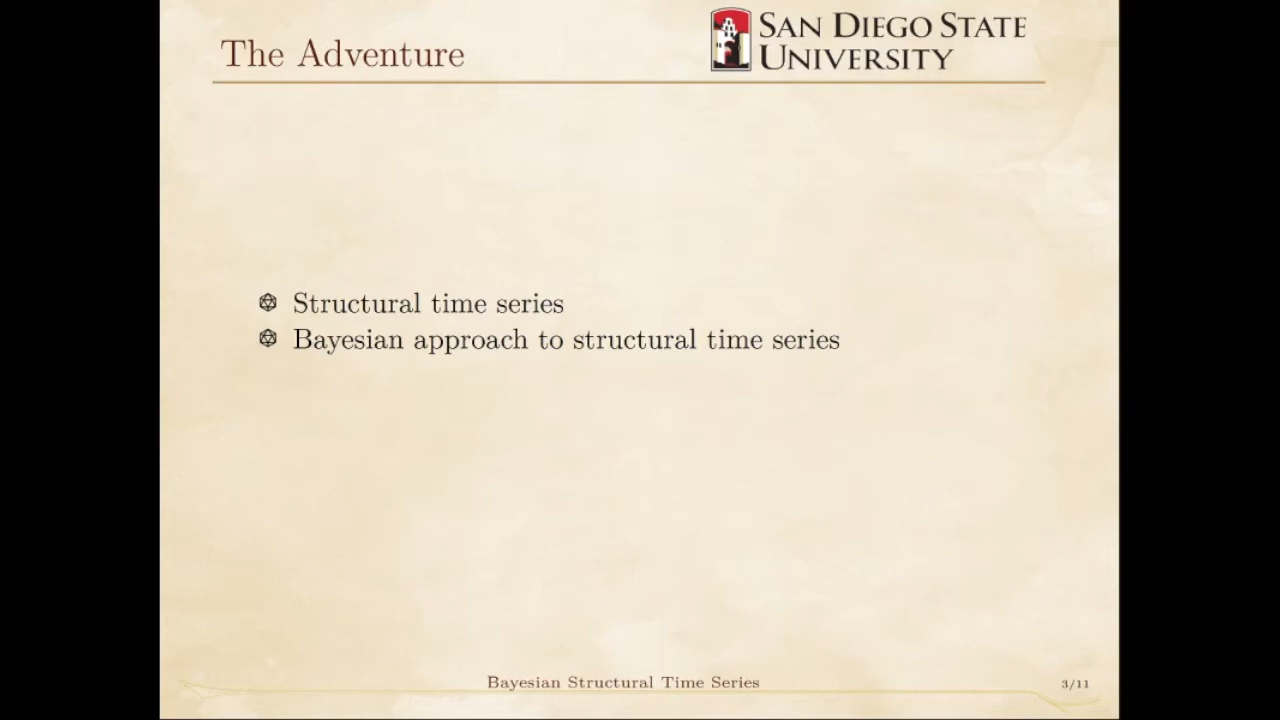 The Adventure
SAN DIEGO STATE
UNIVERSITY
Structural time series
Bayesian approach to structural time series
Bayesian Structural Time Series
3/11